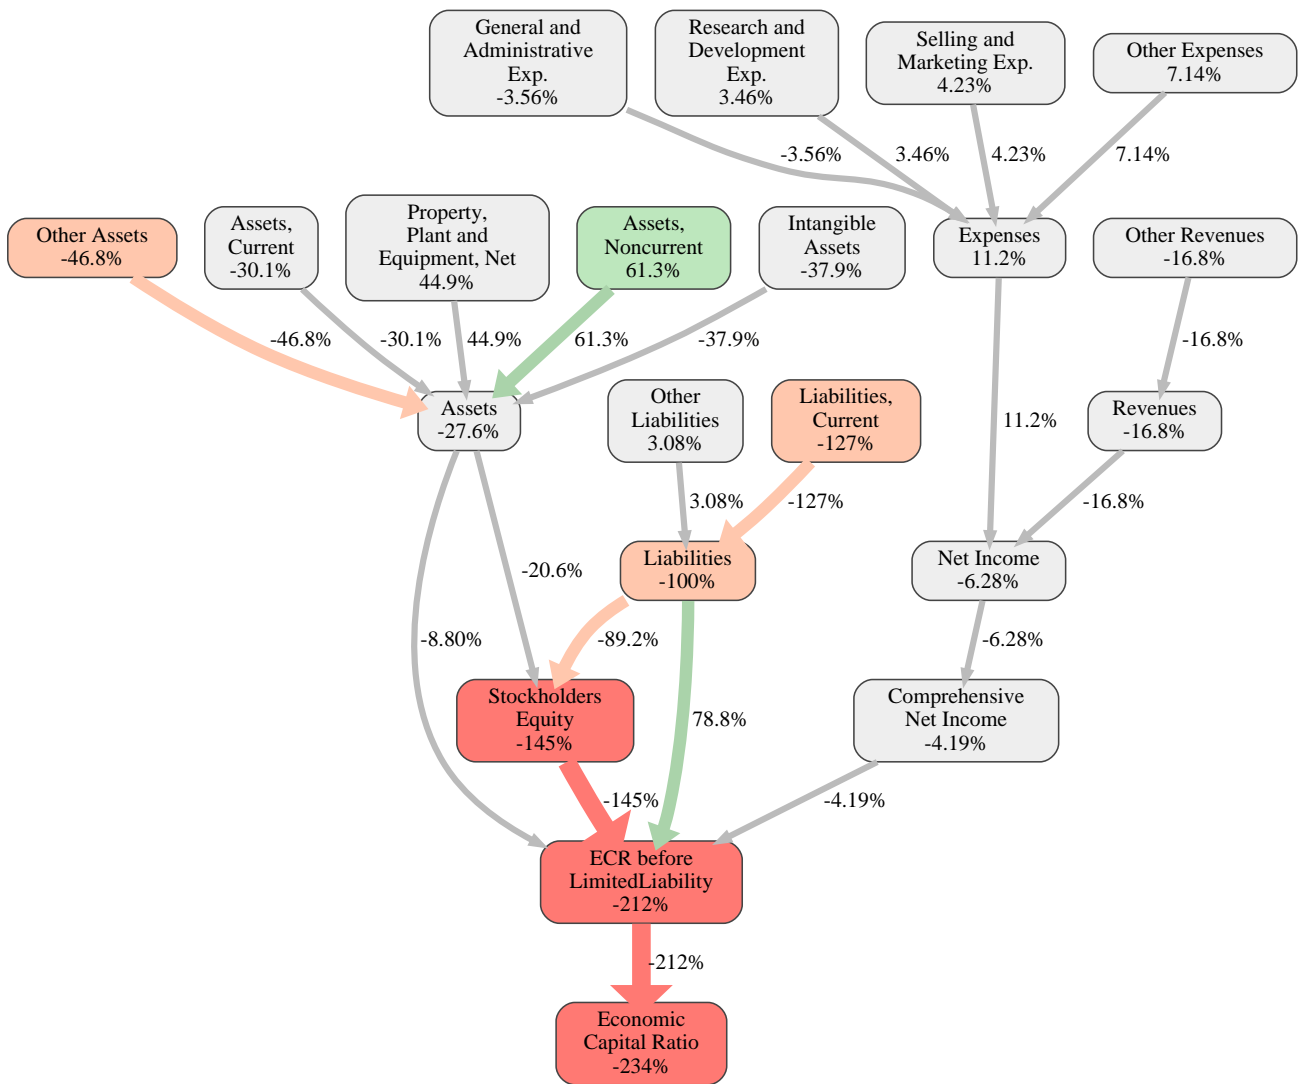 General and
Administrative
Exp.
-3.56%
Research and
Development
Exp.
3.46%
Selling and
Marketing Exp.
4.23%
Other Expenses
7.14%
-3.56%
3.46%
4.23%
7.14%
Other Assets
-46.8%
Assets,
Current
-30.1%
Property,
Plant and
Equipment, Net
44.9%
Assets,
Noncurrent
61.3%
Intangible
Assets
-37.9%
Expenses
11.2%
Other Revenues
-16.8%
-46.8%
-30.1%
44.9%
61.3%
-37.9%
-16.8%
Assets
-27.6%
Other
Liabilities
3.08%
Liabilities,
Current
-127%
11.2%
Revenues
-16.8%
3.08%
-127%
-16.8%
-20.6%
Liabilities
-100%
Net Income
-6.28%
-8.80%
-89.2%
-6.28%
Stockholders
Equity
-145%
78.8%
Comprehensive
Net Income
-4.19%
-145%
-4.19%
ECR before
LimitedLiability
-212%
-212%
Economic
Capital Ratio
-234%